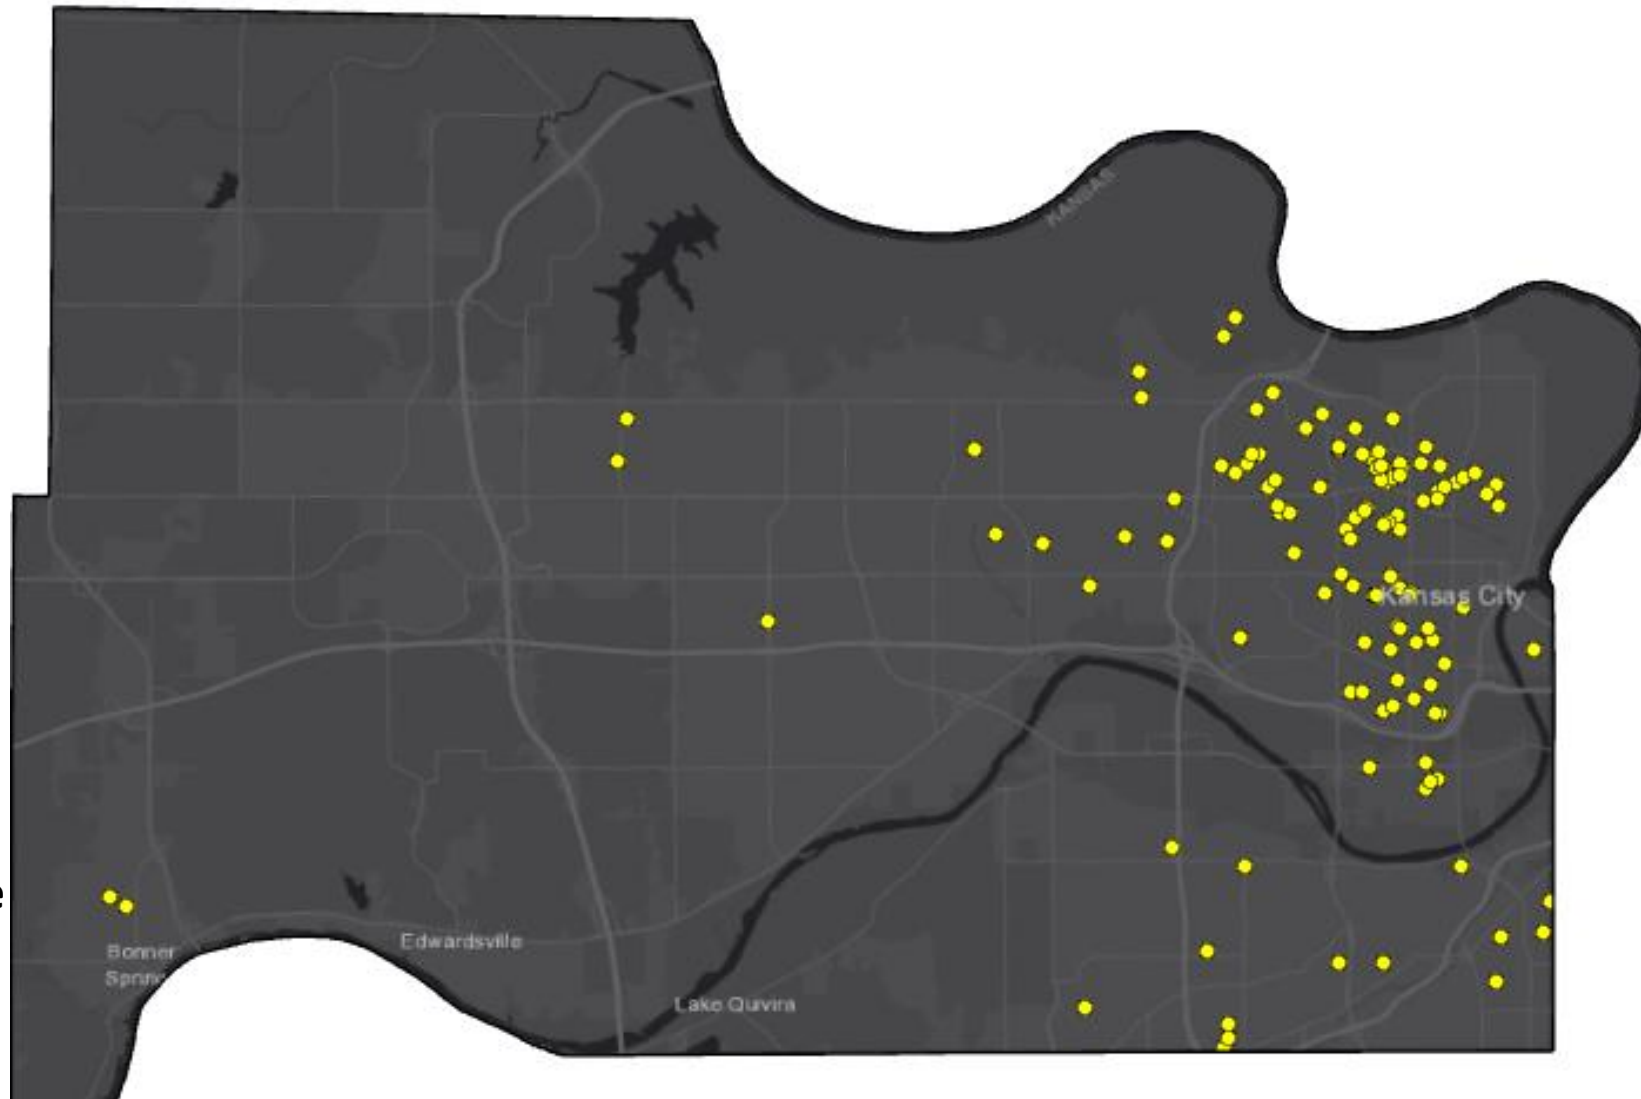 KANSAS
Kansas City
e
Edwardsville
Bonner
Lake Quivira